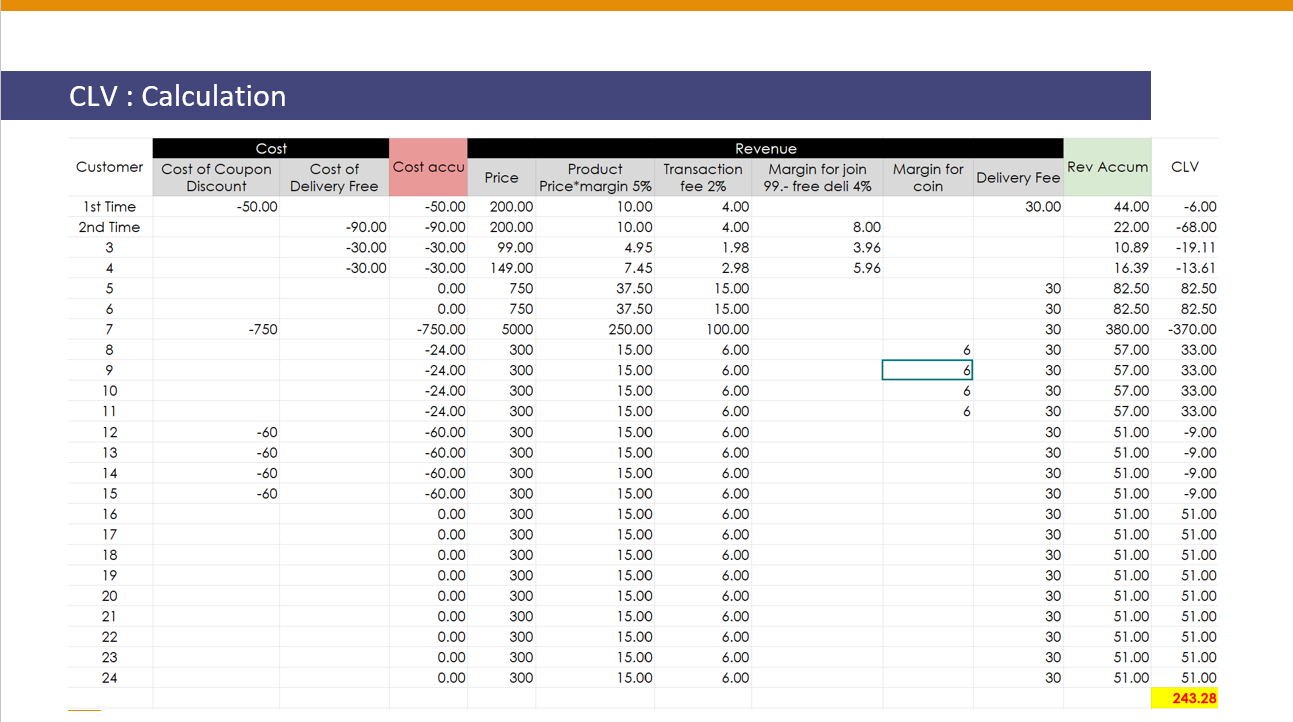 CLV : Calculation
Cost Revenue
Customer Cost of Coupon Discount Cost of Delivery Free Cost accu Price Product Price*margin 5% Transaction fee 2% Margin for join 99.- free deli 4% Margin for coin Delivery Fee Rev Accum CLV
1st Time -50.00 -50.00 200.00 10.00 4.00 30.00 44.00 -6.00
2nd Time -90.00 -90.00 200.00 10.00 4.00 8.00 22.00 -68.00
3 -30.00 -30.00 99.00 4.95 1.98 3.96 10.89 -19.11
4 -30.00 -30.00 149.00 7.45 2.98 5.96 16.39 -13.61
5 0.00 750 37.50 15.00 30 82.50 82.50
6 0.00 750 37.50 15.00 30 82.50 82.50
7 -750 -750.00 5000 250.00 100.00 30 380.00 -370.00
8 -24.00 300 15.00 6.00 6 30 57.00 33.00
9 -24.00 300 15.00 6.00 6 30 57.00 33.00
10 -24.00 300 15.00 6.00 6 30 57.00 33.00
11 -24.00 300 15.00 6.00 6 30 57.00 33.00
12 -60 -60.00 300 15.00 6.00 30 51.00 -9.00
13 -60 -60.00 300 15.00 6.00 30 51.00 -9.00
14 -60 -60.00 300 15.00 6.00 30 51.00 -9.00
15 -60 -60.00 300 15.00 6.00 30 51.00 -9.00
16 0.00 300 15.00 6.00 30 51.00 51.00
17 0.00 300 15.00 6.00 30 51.00 51.00
18 0.00 300 15.00 6.00 30 51.00 51.00
19 0.00 300 15.00 6.00 30 51.00 51.00
20 0.00 300 15.00 6.00 30 51.00 51.00
21 0.00 300 15.00 6.00 30 51.00 51.00
22 0.00 300 15.00 6.00 30 51.00 51.00
23 0.00 300 15.00 6.00 30 51.00 51.00
24 0.00 300 15.00 6.00 30 51.00 51.00
243.28